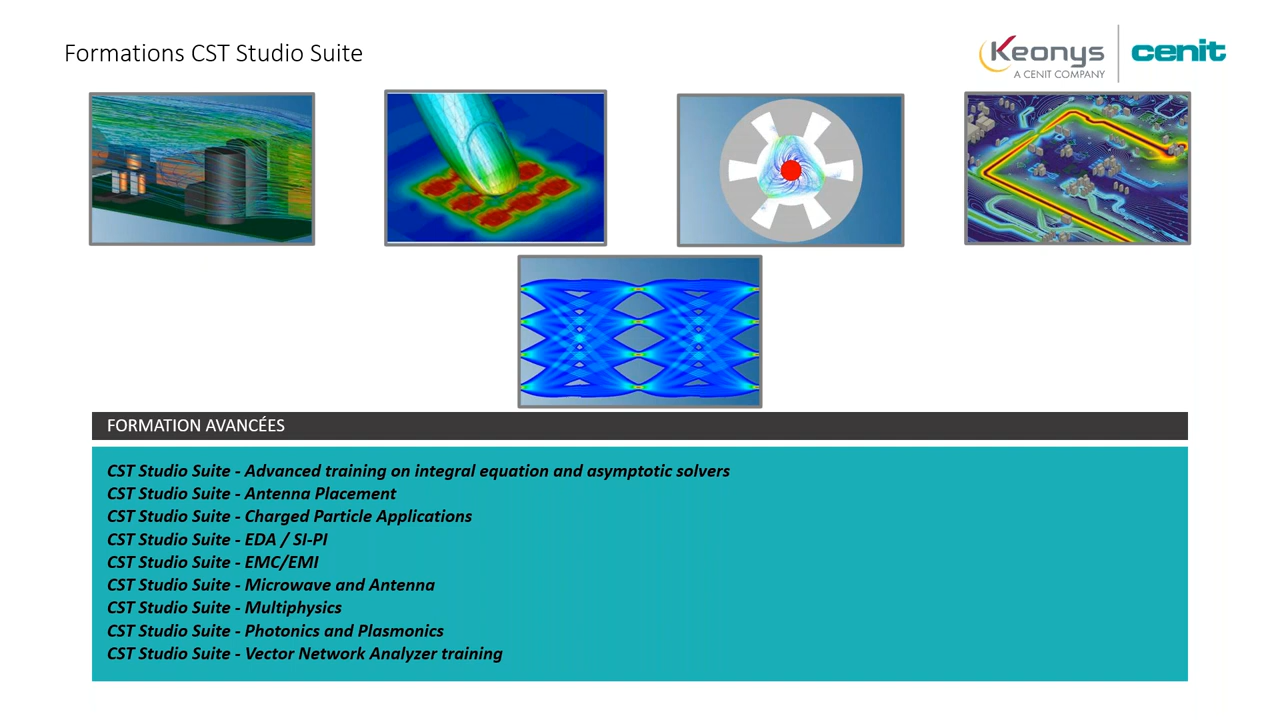 Formations CST Studio Suite
Keonys
A CENIT COMPANY
cenit
FORMATION AVANCÉES
CST Studio Suite - Advanced training on integral equation and asymptotic solvers
CST Studio Suite - Antenna Placement
CST Studio Suite - Charged Particle Applications
CST Studio Suite - EDA / SI-PI
CST Studio Suite - EMC/EMI
CST Studio Suite - Microwave and Antenna
CST Studio Suite - Multiphysics
CST Studio Suite - Photonics and Plasmonics
CST Studio Suite - Vector Network Analyzer training